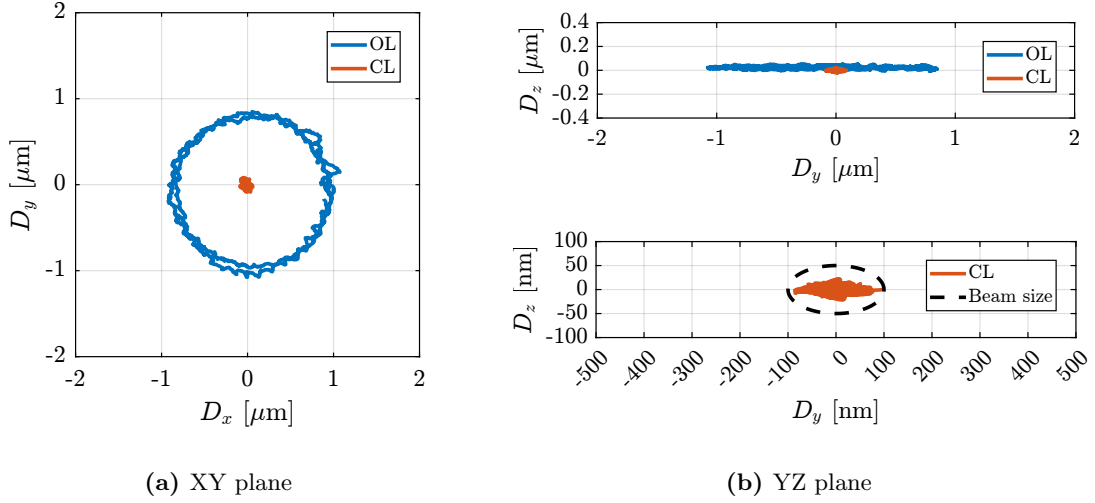 2
1
0
-1
-2
-2
-1
0
1
2
D_y [μm]
D_x [μm]
OL
CL
(a) XY plane
0.4
0.2
0
-0.2
-0.4
-2
-1
0
1
2
D_z [μm]
D_y [μm]
OL
CL
100
50
0
-50
-100
-500
-400
-300
-200
-100
0
100
200
300
400
500
D_z [nm]
D_y [nm]
CL
Beam size
(b) YZ plane